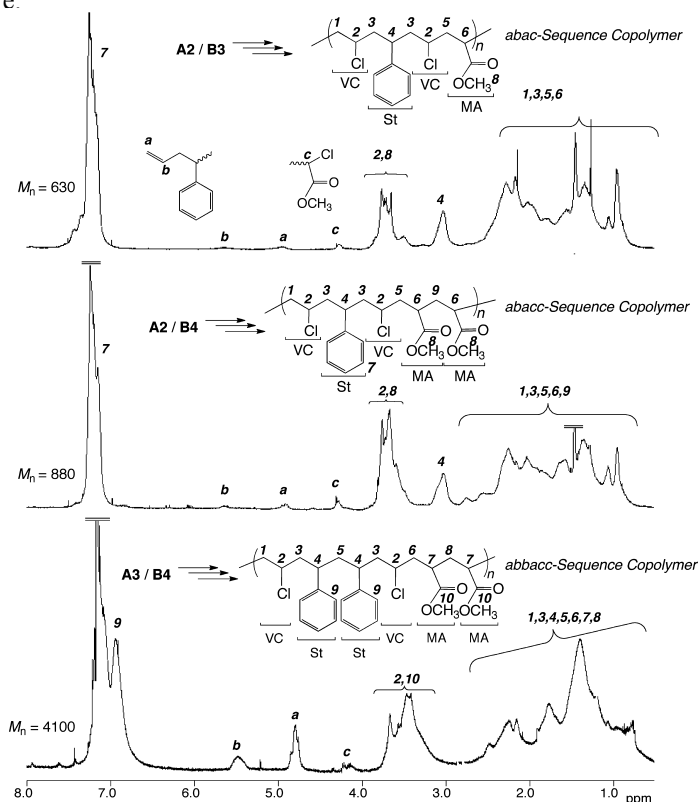 e.
1 3 3 5
2 4 2 6
A2 / B3
n
abac-Sequence Copolymer
7
Cl
Cl
O
OCH3 8
VC
VC
MA
St
1,3,5,6
a
b
c
Cl
O
OCH3
2,8
Mn = 630
4
b a c
1 3 3 5 9
2 4 2 6 6
A2 / B4
n
abacc-Sequence Copolymer
7
Cl
Cl
O
O
8
8
OCH3
OCH3
VC
VC
7
MA
MA
St
2,8
1,3,5,6,9
Mn = 880
4
b a c
1 3 5 3 6 8
2 4 4 2 7 7
A3 / B4
n
abbacc-Sequence Copolymer
9
9
9
Cl
Cl
O
O
10
10
OCH3
OCH3
VC
VC
MA
MA
St
St
1,3,4,5,6,7,8
2,10
Mn = 4100
a
b
c
8.0 7.0 6.0 5.0 4.0 3.0 2.0 1.0 ppm